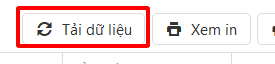 Tải dữ liệu Xem in